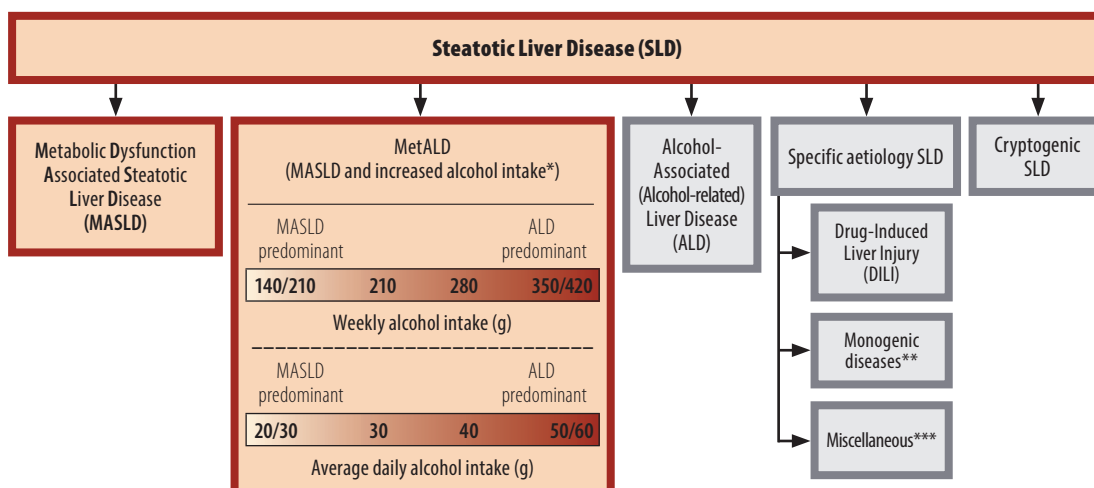 Steatotic Liver Disease (SLD)
Metabolic Dysfunction
Associated Steatotic
Liver Disease
(MASLD)
MetALD
(MASLD and increased alcohol intake*)
MASLD
predominant
ALD
predominant
140/210 210 280 350/420
Weekly alcohol intake (g)
MASLD
predominant
ALD
predominant
20/30 30 40 50/60
Average daily alcohol intake (g)
Alcohol-
Associated
(Alcohol-related)
Liver Disease
(ALD)
Specific aetiology SLD
Drug-Induced
Liver Injury
(DILI)
Monogenic
diseases**
Miscellaneous***
Cryptogenic
SLD